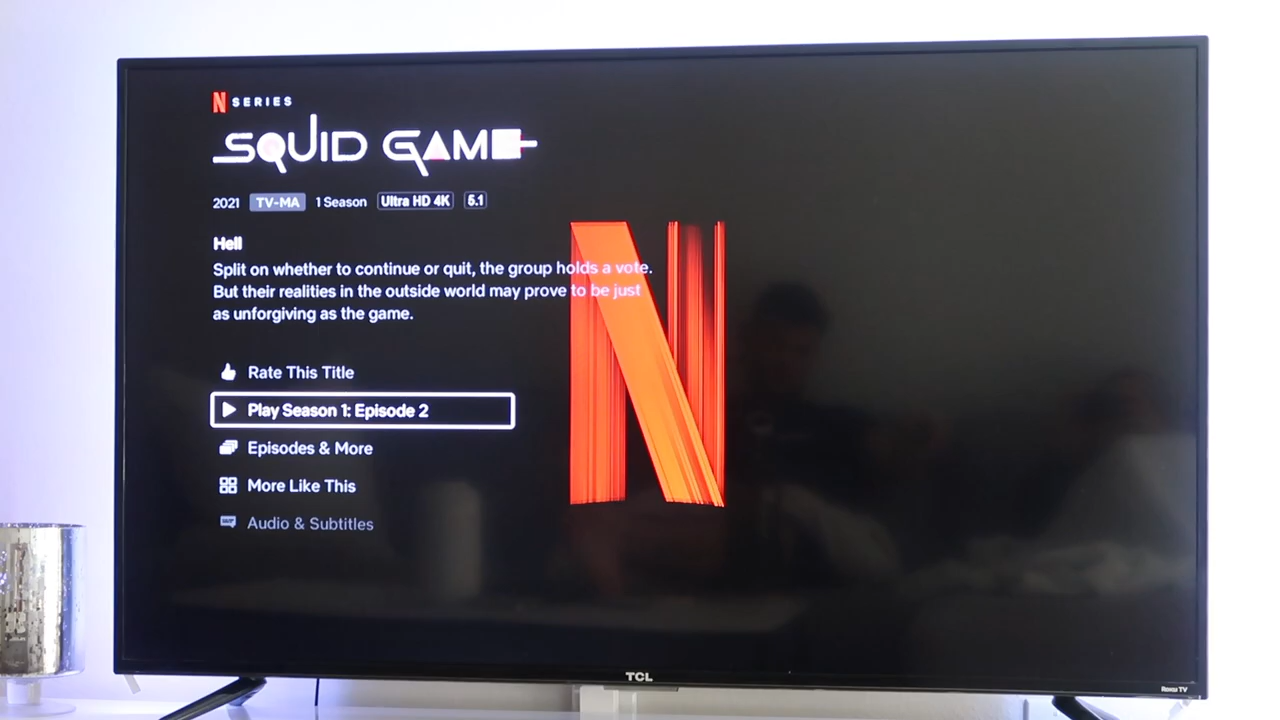 N SERIES
SQUID GAME
2021 TV-MA 1 Season Ultra HD 4K 5.1
Hell
Split on whether to continue or quit, the group holds a vote.
But their realities in the outside world may prove to be just
as unforgiving as the game.
Rate This Title
Play Season 1: Episode 2
Episodes & More
More Like This
Audio & Subtitles
N
TCL
Roku TV